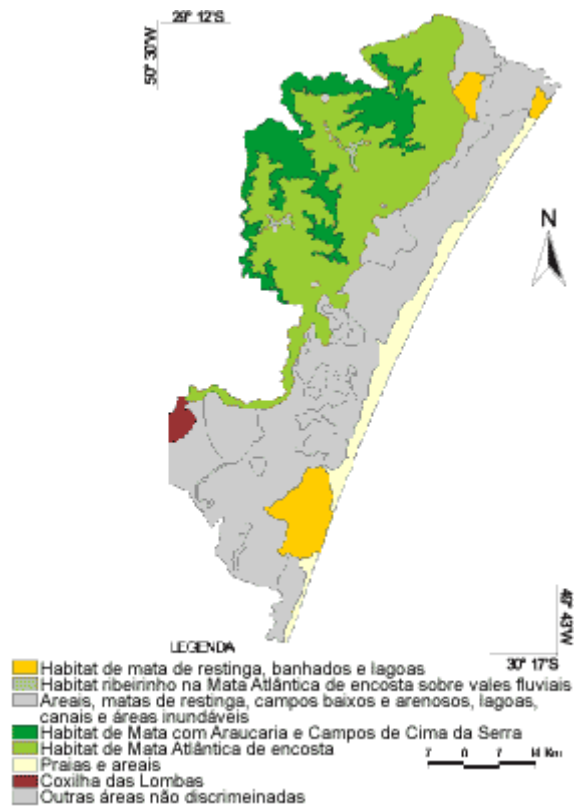 29° 12'S
50° 30'W
N
49° 43'W
30° 17'S
LEGENDA
Habitat de mata de restinga, banhados e lagoas
Habitat ribeirinho na Mata Atlântica de encosta sobre vales fluviais
Areais, matas de restinga, campos baixos e arenosos, lagoas,
canais e áreas inundáveis
Habitat de Mata com Araucaria e Campos de Cima da Serra
Habitat de Mata Atlântica de encosta
Praias e areais
Coxilha das Lombas
Outras áreas não discrimeinadas
7 0 7 14 Km